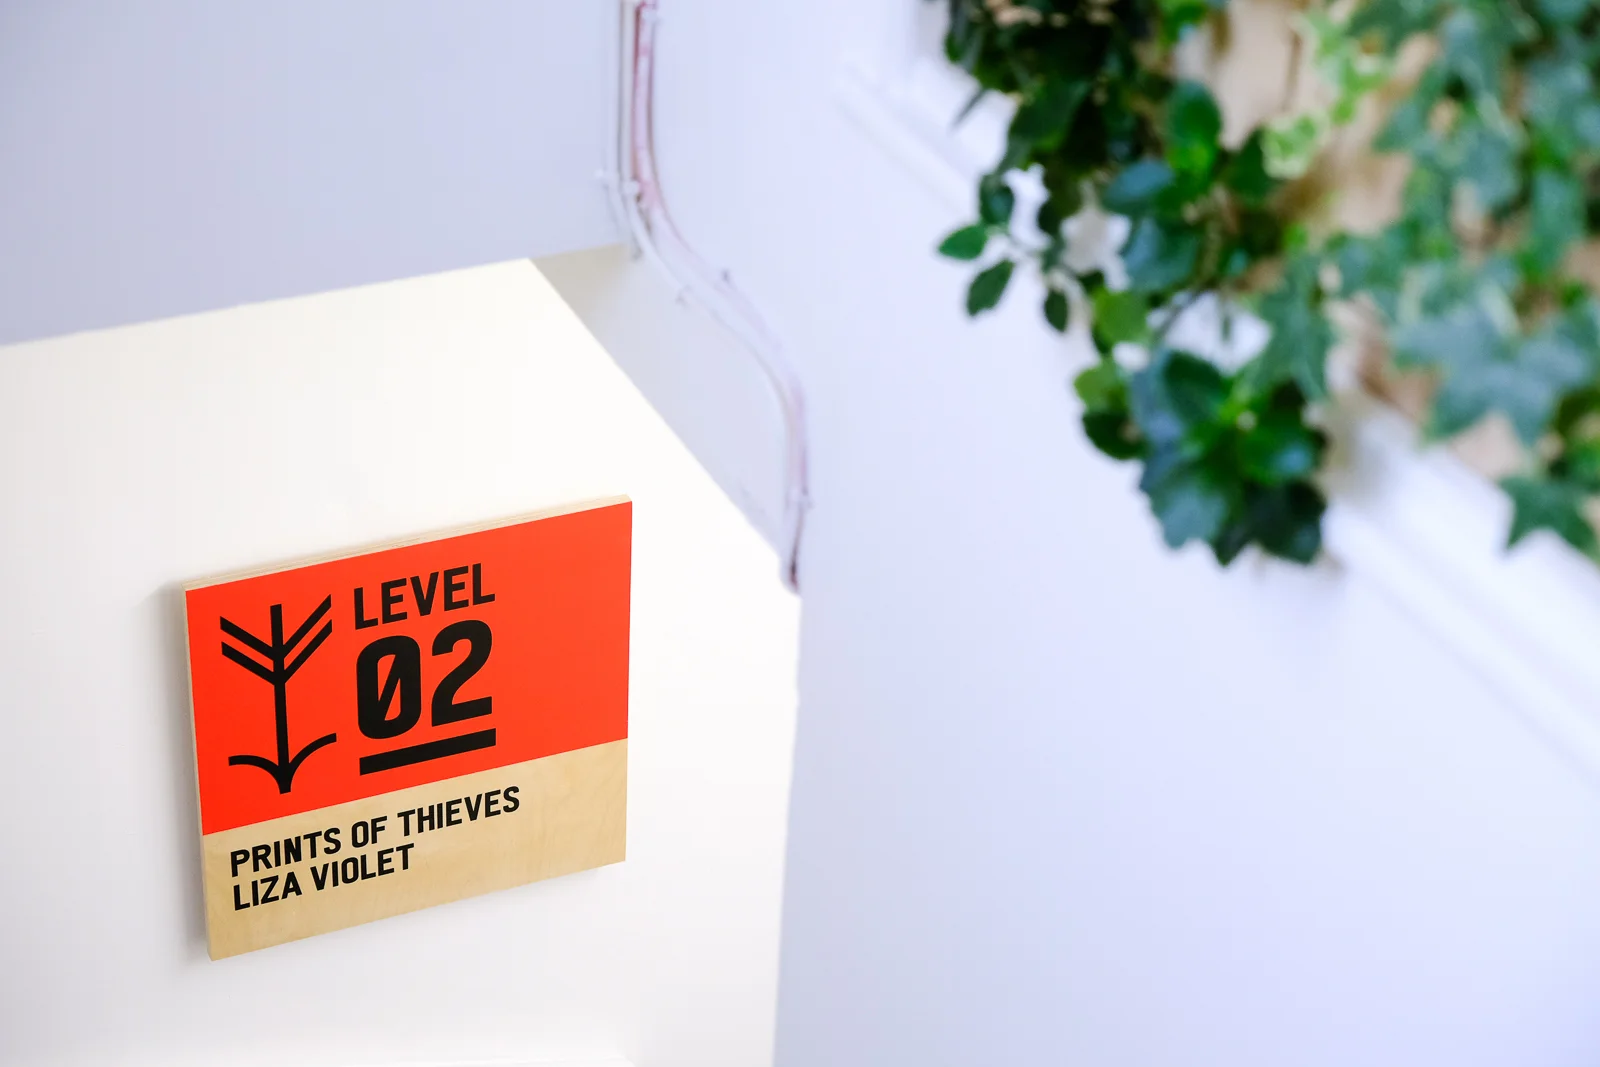 LEVEL
02
PRINTS OF THIEVES
LIZA VIOLET